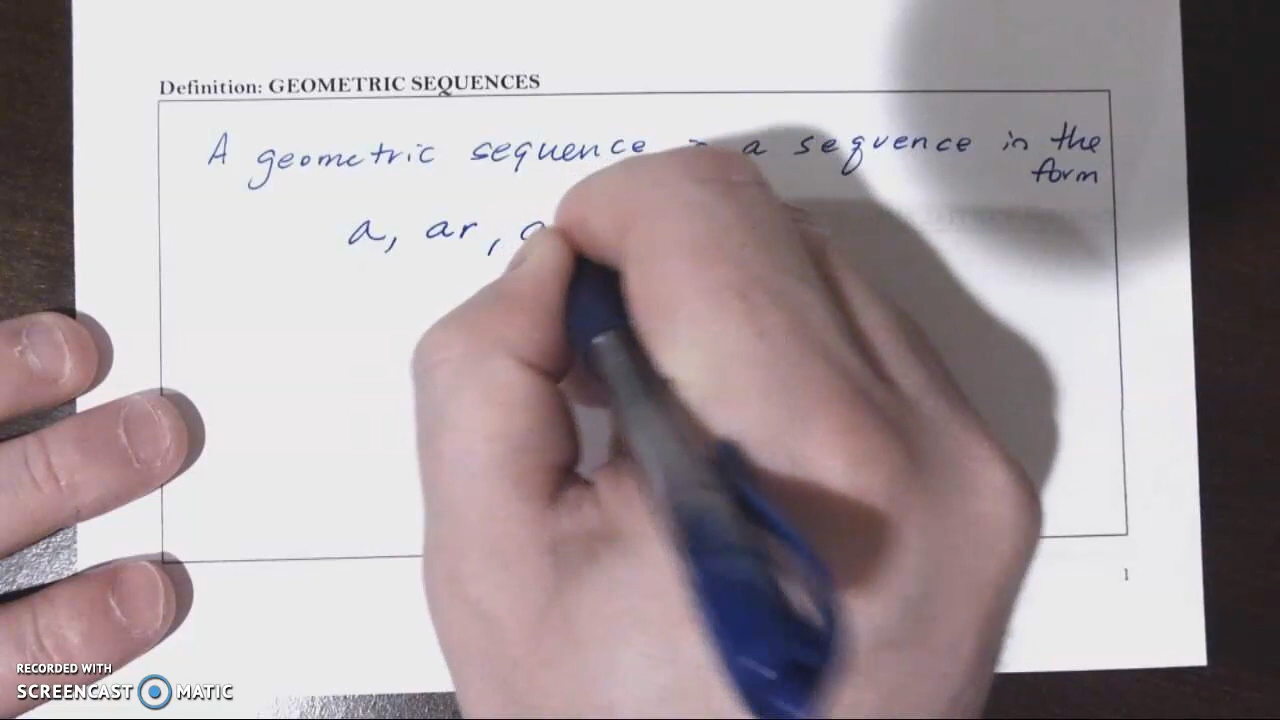 Definition: GEOMETRIC SEQUENCES
A geometric sequence a sequence in the
form
a, ar, a
1
RECORDED WITH
SCREENCAST MATIC